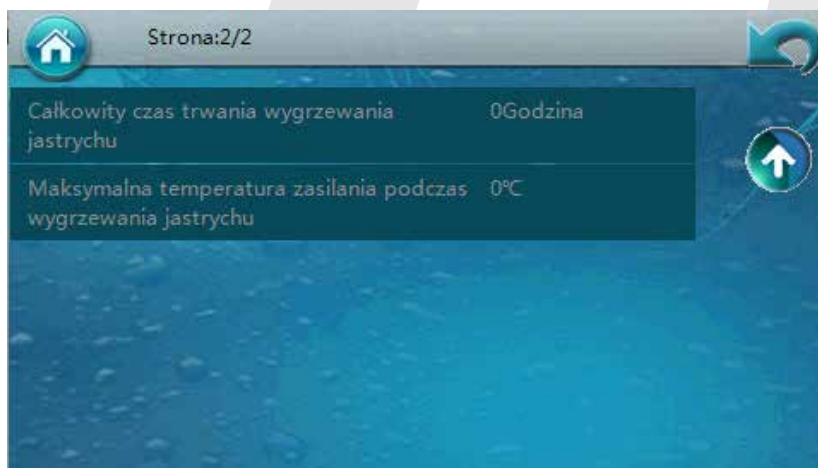 Strona:2/2
Całkowity czas trwania wygrzewania 0Godzina
jastrychu
Maksymalna temperatura zasilania podczas 0℃
wygrzewania jastrychu